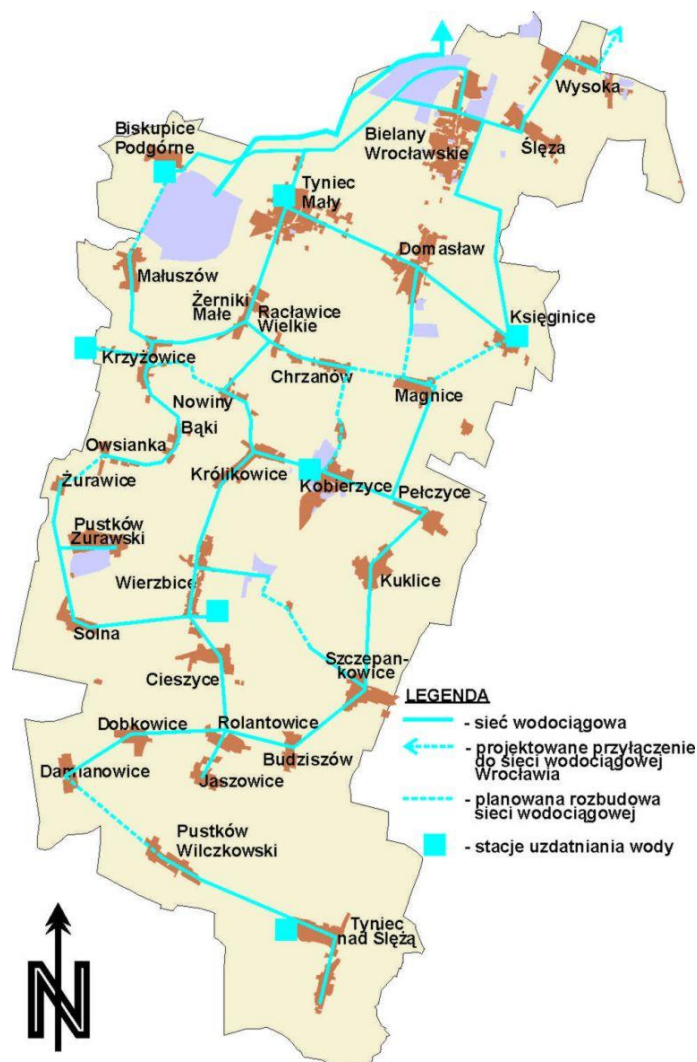 Wysoka
Biskupice
Podgórne
Bielany
Wrocławskie
Ślęza
Tyniec
Mały
Domasław
Małuszów
Żerniki
Małe
Racławice
Wielkie
Księginice
Krzyżowice
Chrzanów
Magnice
Nowiny
Bąki
Owsianka
Żurawice
Królikowice
Kobierzyce
Pełczyce
Pustków
Żurawski
Wierzbice
Kuklice
Solna
Szczepan-
kowice
Cieszyce
LEGENDA
- sieć wodociągowa
- projektowane przyłączenie
do sieci wodociągowej
Wrocławia
- planowana rozbudowa
sieci wodociągowej
- stacje uzdatniania wody
Dobkowice
Rolantowice
Budziszów
Damianowice
Jaszowice
Pustków
Wilczkowski
Tyniec
nad Ślężą
N